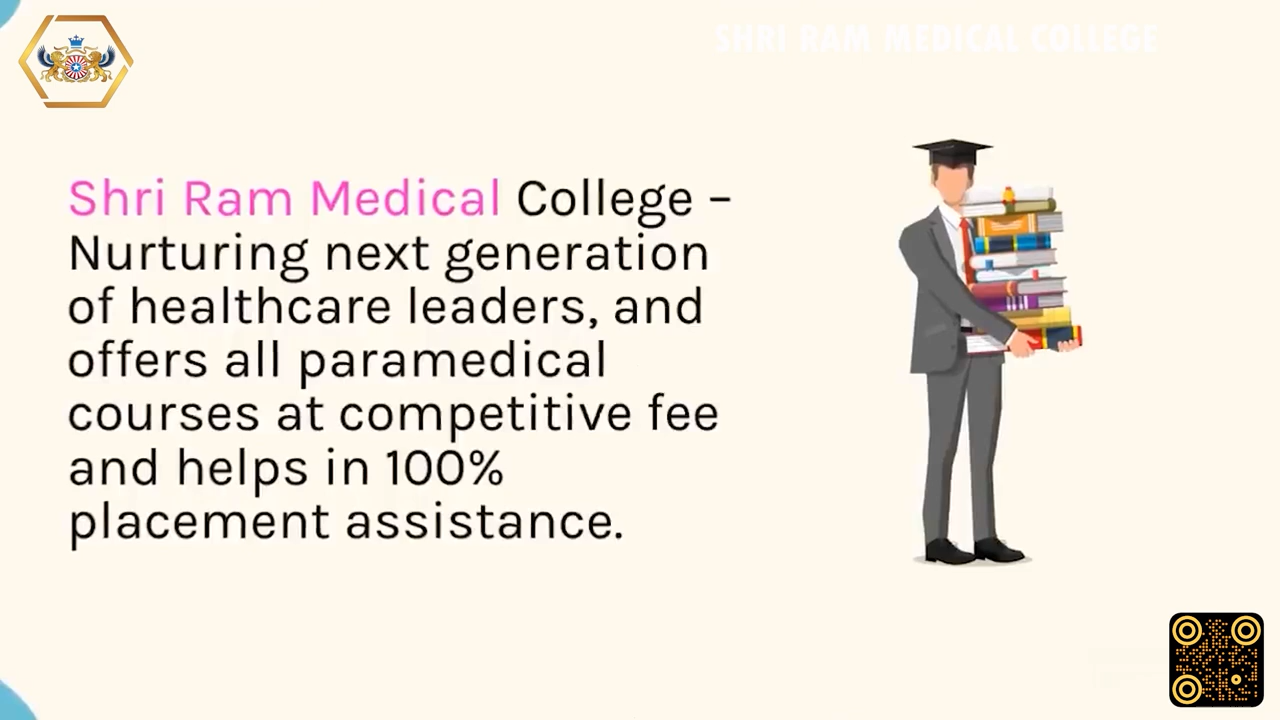 SHRI RAM MEDICAL COLLEGE
Shri Ram Medical College –
Nurturing next generation
of healthcare leaders, and
offers all paramedical
courses at competitive fee
and helps in 100%
placement assistance.